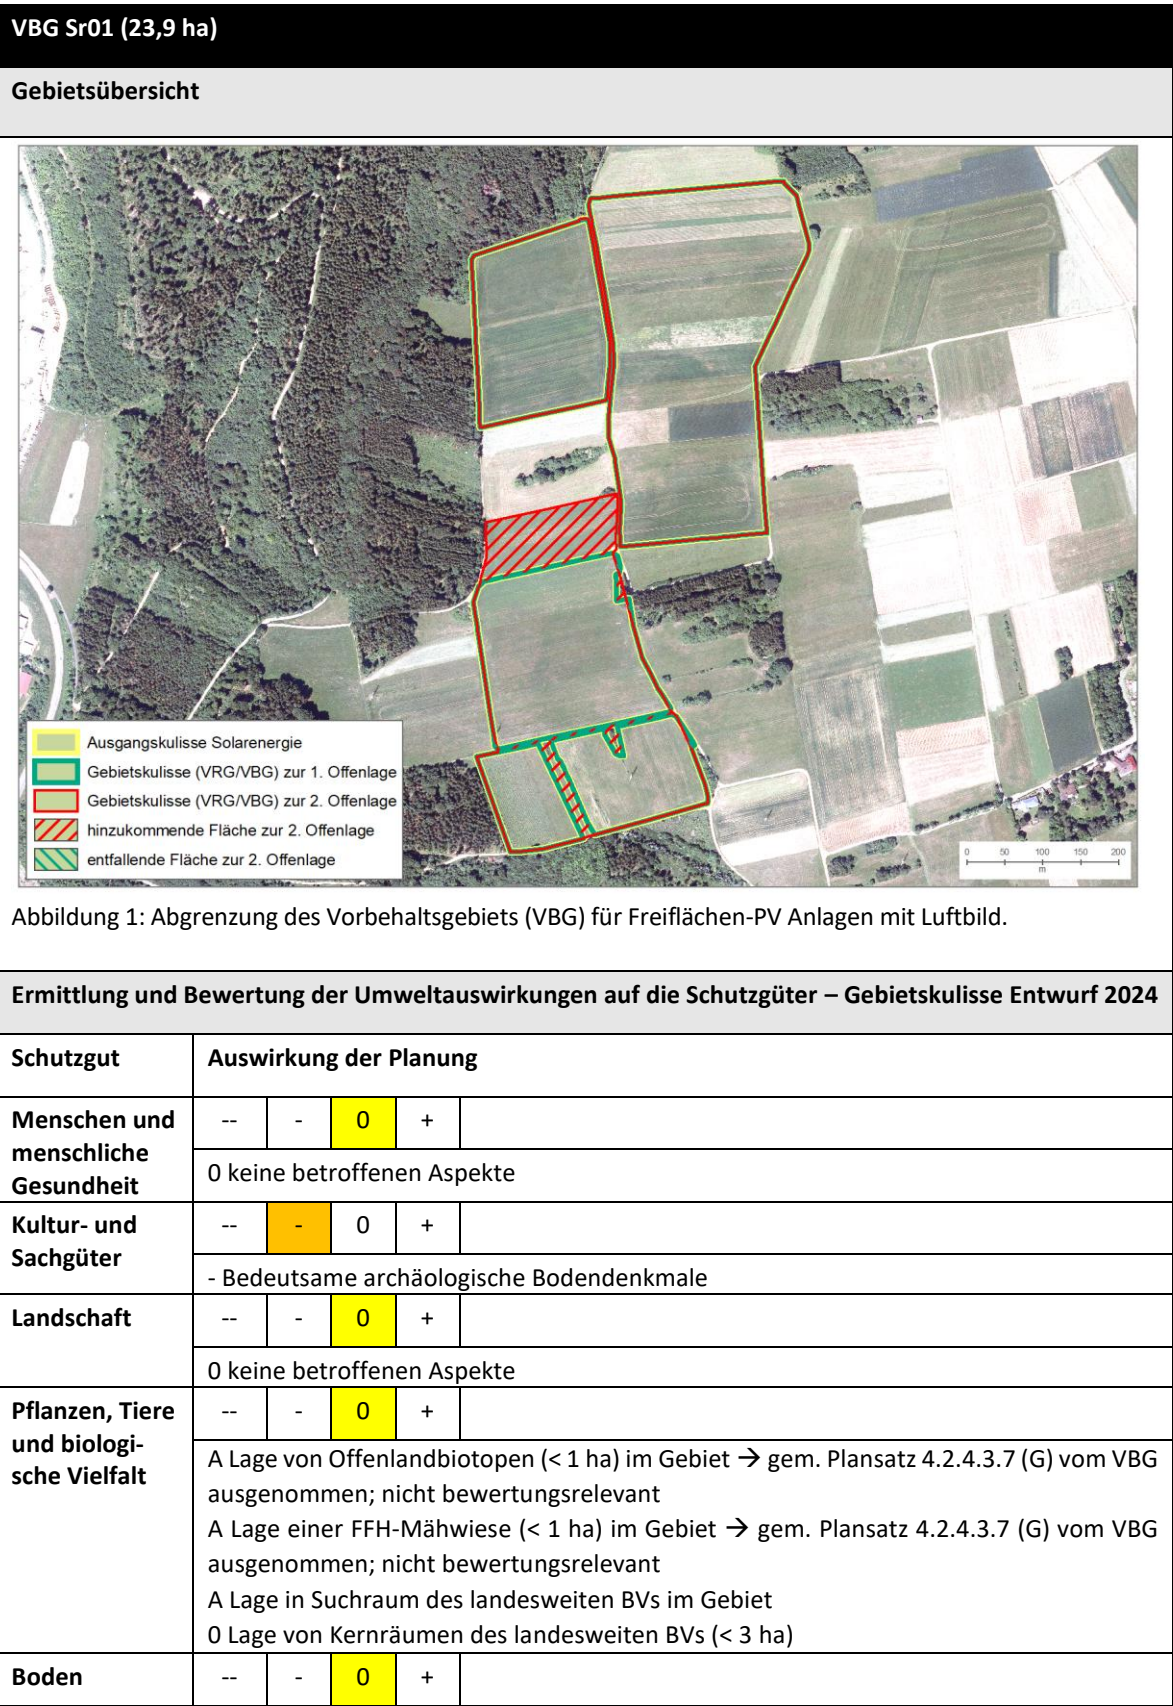 VBG Sr01 (23,9 ha)
Gebietsübersicht
Ausgangskulisse Solarenergie
Gebietskulisse (VRG/VBG) zur 1. Offenlage
Gebietskulisse (VRG/VBG) zur 2. Offenlage
hinzukommende Fläche zur 2. Offenlage
entfallende Fläche zur 2. Offenlage
0 50 100 150 200
m
Abbildung 1: Abgrenzung des Vorbehaltsgebiets (VBG) für Freiflächen-PV Anlagen mit Luftbild.
Ermittlung und Bewertung der Umweltauswirkungen auf die Schutzgüter – Gebietskulisse Entwurf 2024
Schutzgut Auswirkung der Planung
Menschen und
menschliche
Gesundheit
-- - 0 +
0 keine betroffenen Aspekte
Kultur- und
Sachgüter
-- - 0 +
- Bedeutsame archäologische Bodendenkmale
Landschaft
-- - 0 +
0 keine betroffenen Aspekte
Pflanzen, Tiere
und biologi-
sche Vielfalt
-- - 0 +
A Lage von Offenlandbiotopen (< 1 ha) im Gebiet → gem. Plansatz 4.2.4.3.7 (G) vom VBG
ausgenommen; nicht bewertungsrelevant
A Lage einer FFH-Mähwiese (< 1 ha) im Gebiet → gem. Plansatz 4.2.4.3.7 (G) vom VBG
ausgenommen; nicht bewertungsrelevant
A Lage in Suchraum des landesweiten BVs im Gebiet
0 Lage von Kernräumen des landesweiten BVs (< 3 ha)
Boden
-- - 0 +